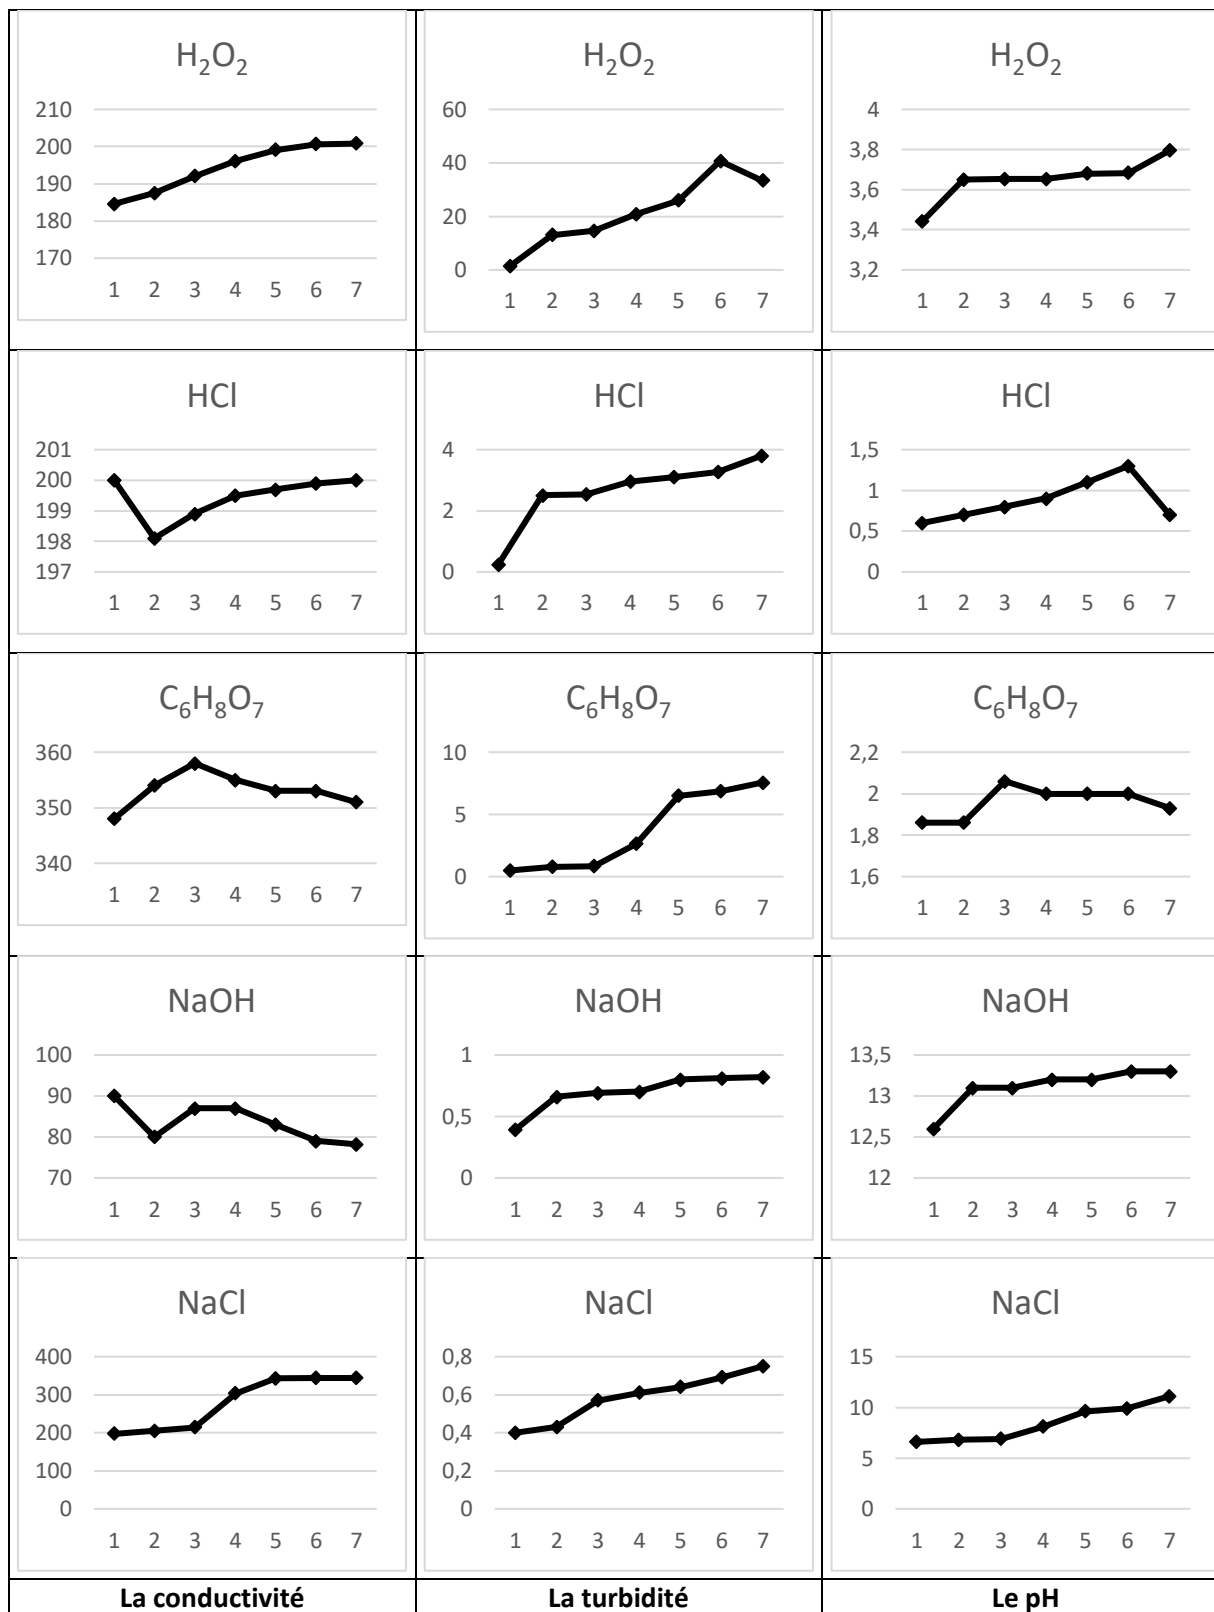 H₂O₂
210
200
190
180
170
1 2 3 4 5 6 7
H₂O₂
60
40
20
0
1 2 3 4 5 6 7
H₂O₂
4
3,8
3,6
3,4
3,2
1 2 3 4 5 6 7
HCl
201
200
199
198
197
1 2 3 4 5 6 7
HCl
4
2
0
1 2 3 4 5 6 7
HCl
1,5
1
0,5
0
1 2 3 4 5 6 7
C₆H₈O₇
360
350
340
1 2 3 4 5 6 7
C₆H₈O₇
10
5
0
1 2 3 4 5 6 7
C₆H₈O₇
2,2
2
1,8
1,6
1 2 3 4 5 6 7
NaOH
100
90
80
70
1 2 3 4 5 6 7
NaOH
1
0,5
0
1 2 3 4 5 6 7
NaOH
13,5
13
12,5
12
1 2 3 4 5 6 7
NaCl
400
300
200
100
0
1 2 3 4 5 6 7
NaCl
0,8
0,6
0,4
0,2
0
1 2 3 4 5 6 7
NaCl
15
10
5
0
1 2 3 4 5 6 7
La conductivité
La turbidité
Le pH